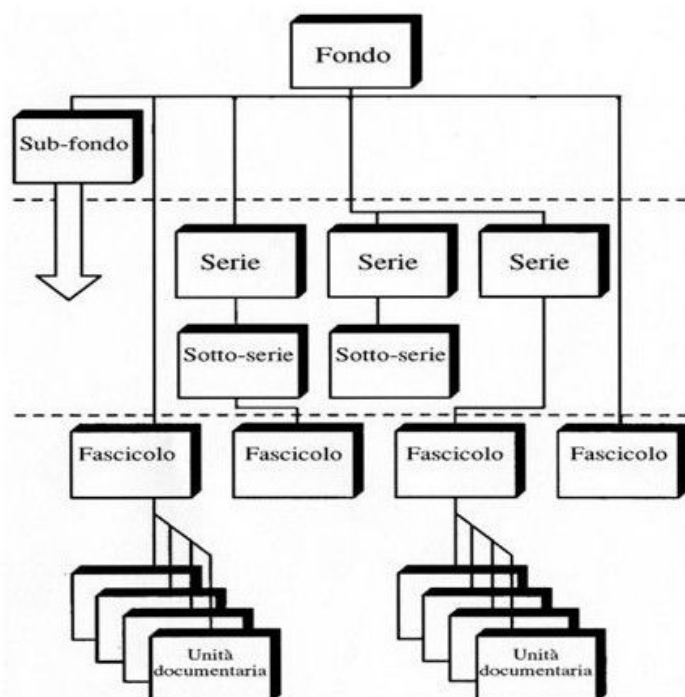 Fondo
Sub-fondo
Serie
Serie
Serie
Sotto-serie
Sotto-serie
Fascicolo
Fascicolo
Fascicolo
Fascicolo
Unità
documentaria
Unità
documentaria